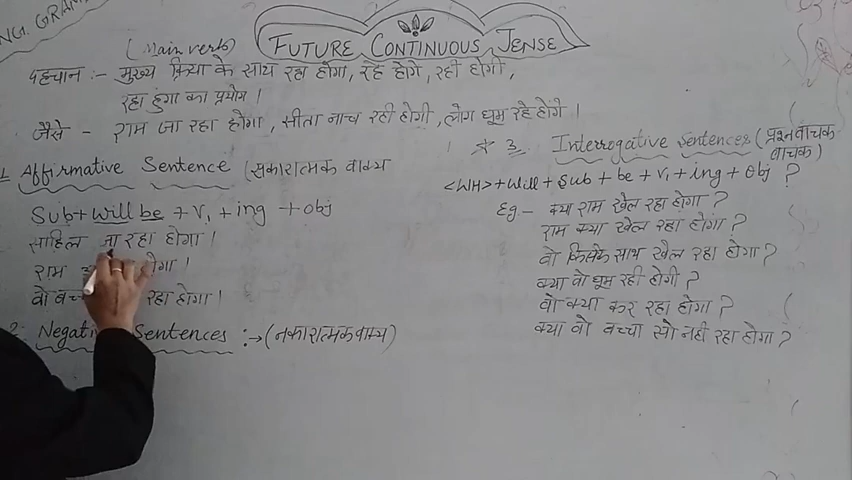 NG. GRAM
FUTURE CONTINUOUS TENSE
(Main verb)
पहचान :- मुख्य क्रिया के साथ रहा होगा, रहे होगे, रही होगी,
रहा हुंगा का प्रयोग ।
जैसे - राम जा रहा होगा, सीता नाच रही होगी, लोग घूम रहे होंगे ।
1 Affirmative Sentence (सकारात्मक वाक्य
Sub + will be + V₁ + ing + obj
साहिल जा रहा होगा ।
राम होगा ।
वो बच्च रहा होगा ।
2 Negati Sentences :→ (नकारात्मक वाक्य)
* 3. Interrogative Sentences (प्रश्नवाचक
वाचक)
<WH> + will + Sub + be + V₁ + ing + obj ?
Eg - क्या राम खेल रहा होगा ?
राम क्या खेल रहा होगा ?
वो किसके साथ खेल रहा होगा ?
क्या वो घूम रही होगी ?
वो क्या कर रहा होगा ?
क्या वो बच्चा सो नही रहा होगा ?